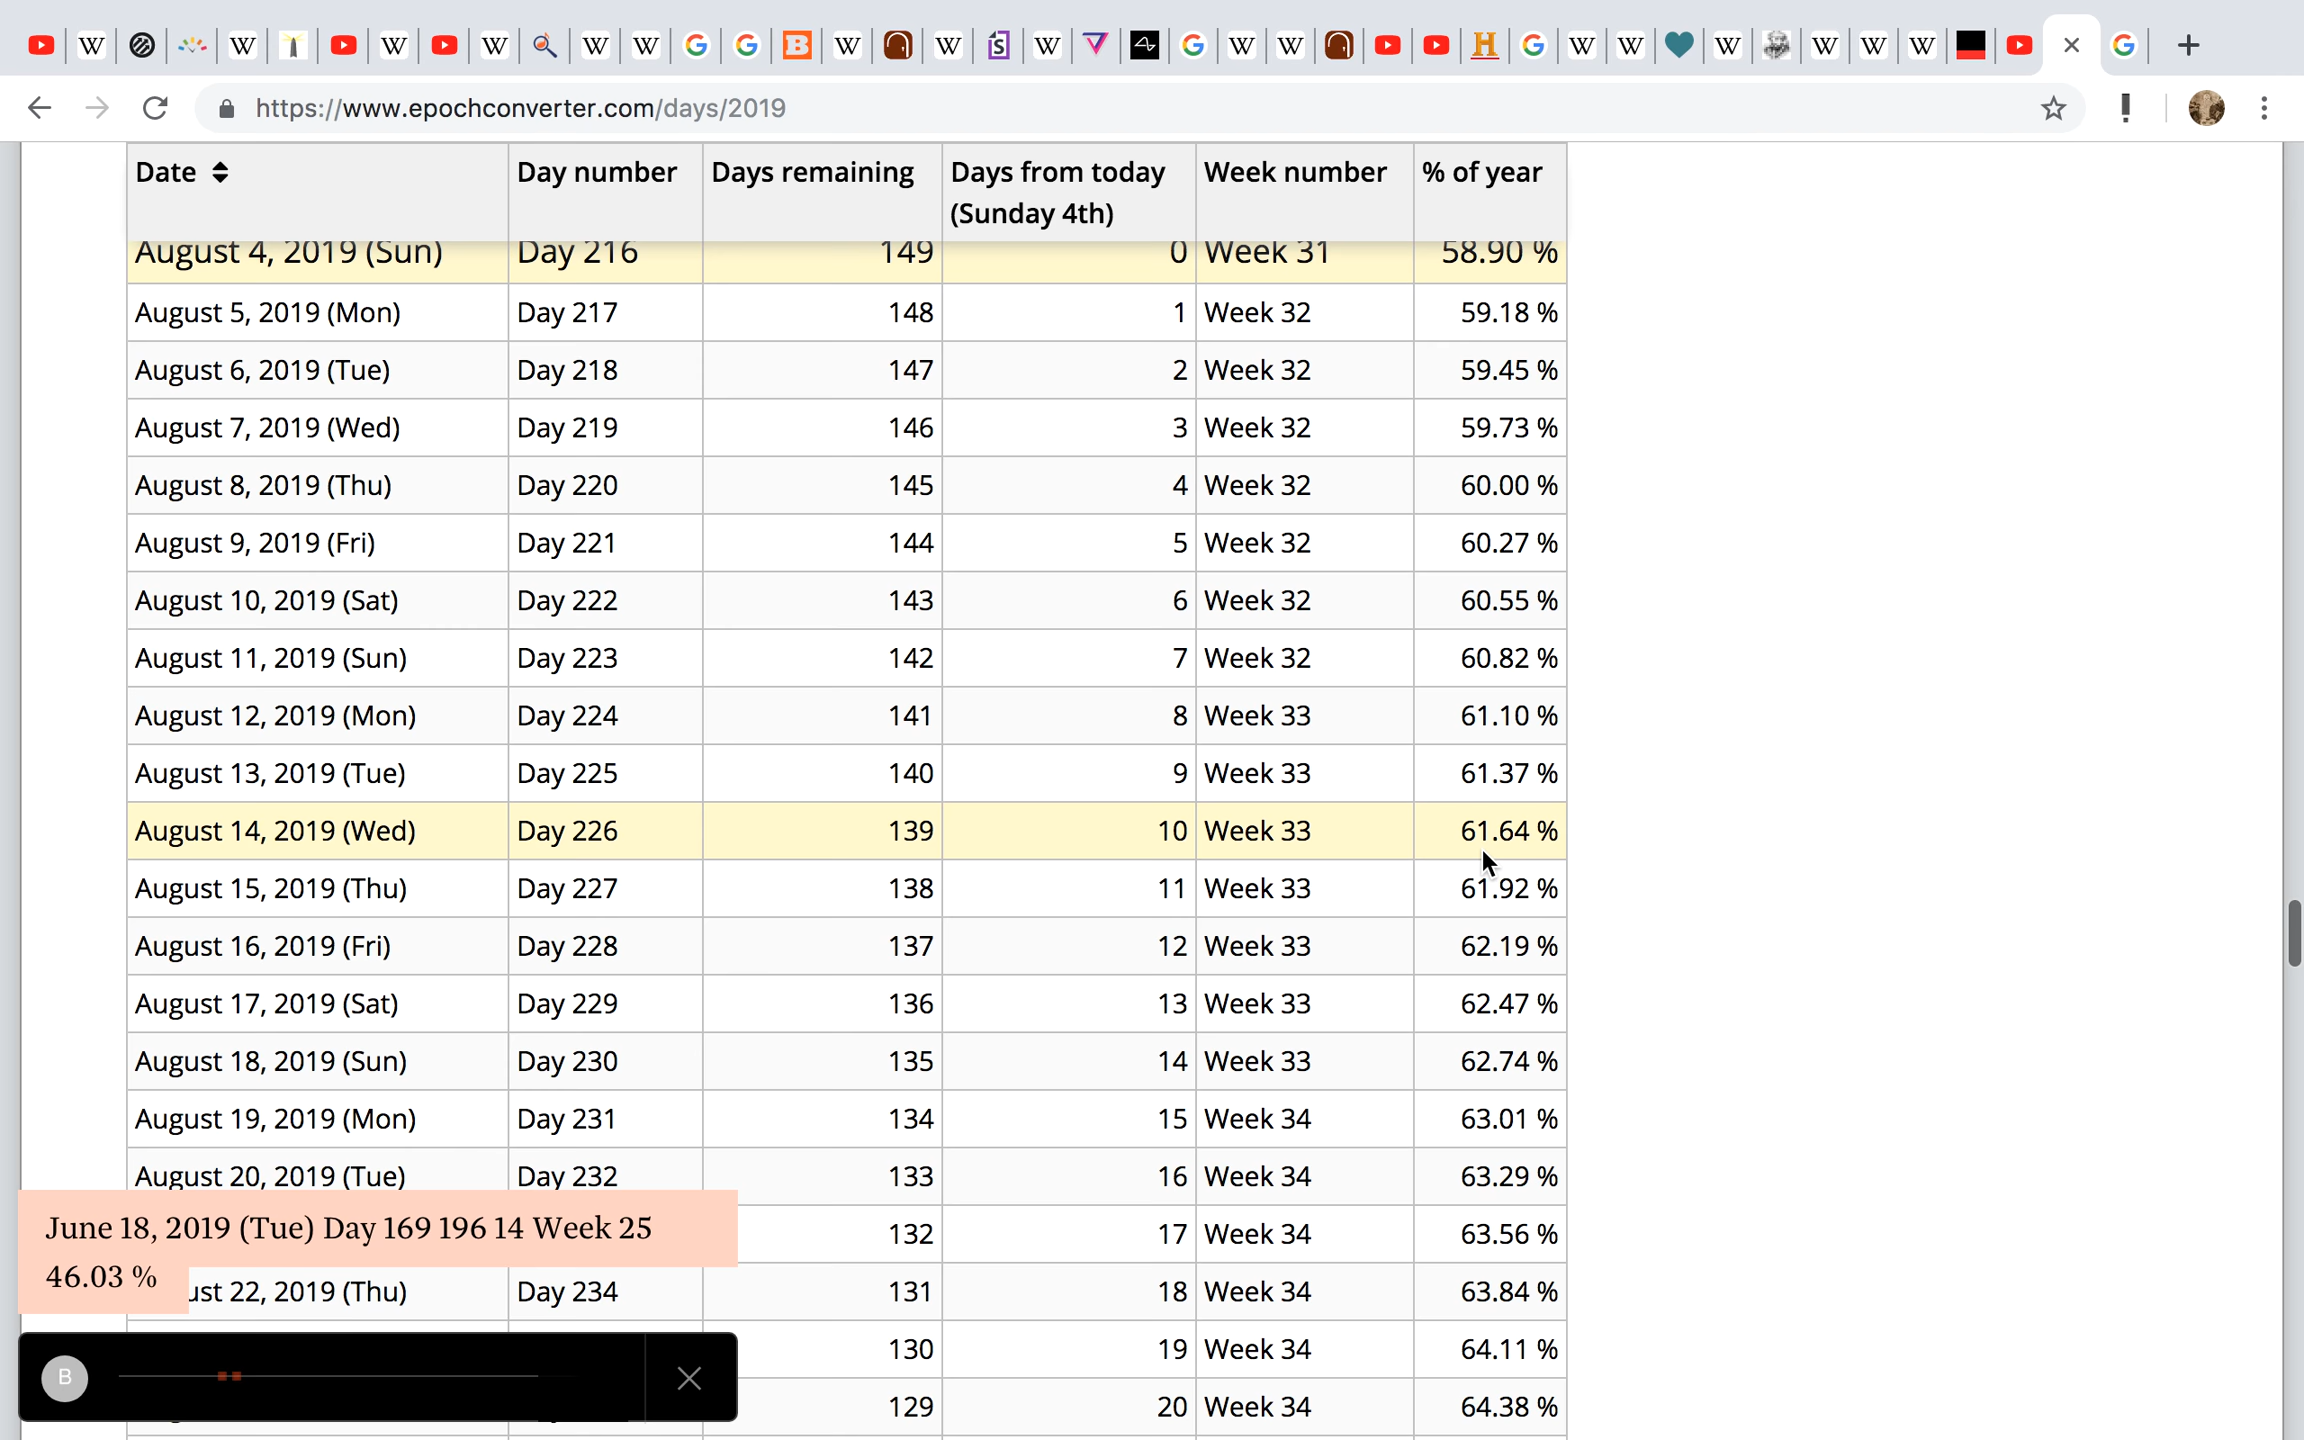 https://www.epochconverter.com/days/2019
Date Day number Days remaining Days from today (Sunday 4th) Week number % of year
August 4, 2019 (Sun) Day 216 149 0 Week 31 58.90 %
August 5, 2019 (Mon) Day 217 148 1 Week 32 59.18 %
August 6, 2019 (Tue) Day 218 147 2 Week 32 59.45 %
August 7, 2019 (Wed) Day 219 146 3 Week 32 59.73 %
August 8, 2019 (Thu) Day 220 145 4 Week 32 60.00 %
August 9, 2019 (Fri) Day 221 144 5 Week 32 60.27 %
August 10, 2019 (Sat) Day 222 143 6 Week 32 60.55 %
August 11, 2019 (Sun) Day 223 142 7 Week 32 60.82 %
August 12, 2019 (Mon) Day 224 141 8 Week 33 61.10 %
August 13, 2019 (Tue) Day 225 140 9 Week 33 61.37 %
August 14, 2019 (Wed) Day 226 139 10 Week 33 61.64 %
August 15, 2019 (Thu) Day 227 138 11 Week 33 61.92 %
August 16, 2019 (Fri) Day 228 137 12 Week 33 62.19 %
August 17, 2019 (Sat) Day 229 136 13 Week 33 62.47 %
August 18, 2019 (Sun) Day 230 135 14 Week 33 62.74 %
August 19, 2019 (Mon) Day 231 134 15 Week 34 63.01 %
August 20, 2019 (Tue) Day 232 133 16 Week 34 63.29 %
132 17 Week 34 63.56 %
ust 22, 2019 (Thu) Day 234 131 18 Week 34 63.84 %
130 19 Week 34 64.11 %
129 20 Week 34 64.38 %
June 18, 2019 (Tue) Day 169 196 14 Week 25
46.03 %
B